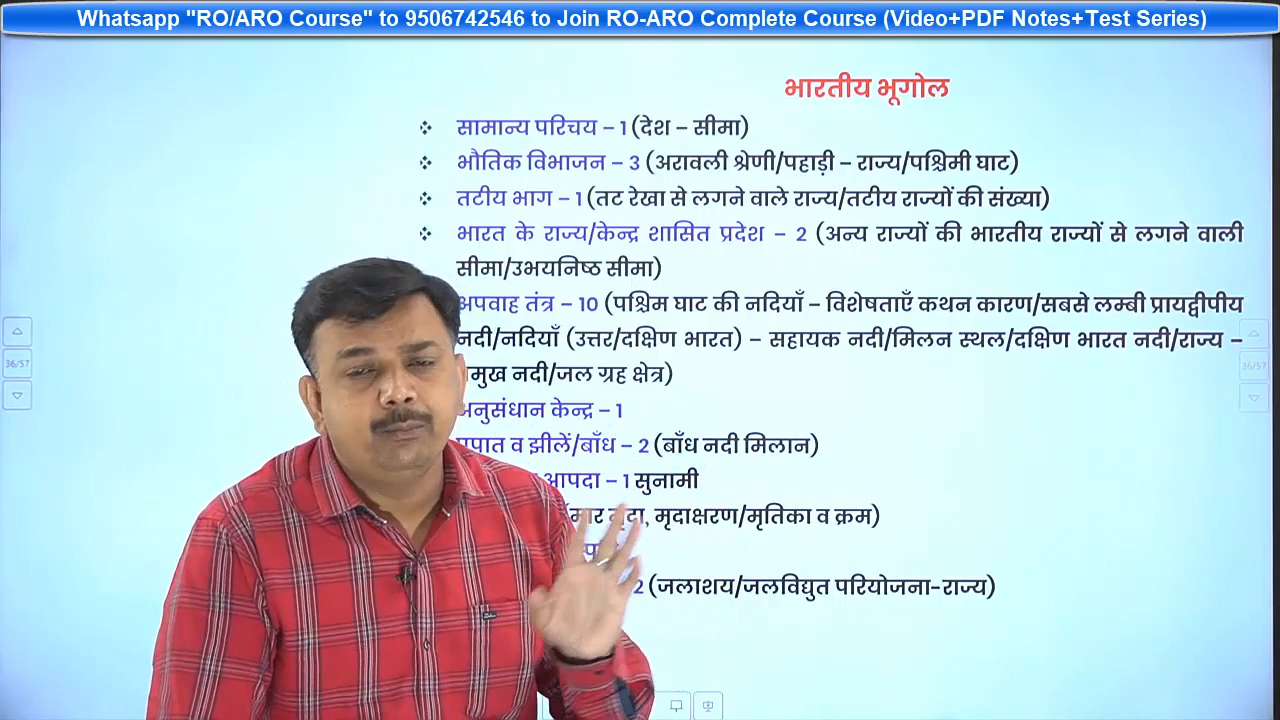 Whatsapp "RO/ARO Course" to 9506742546 to Join RO-ARO Complete Course (Video+PDF Notes+Test Series)
भारतीय भूगोल
❖ सामान्य परिचय – 1 (देश – सीमा)
❖ भौतिक विभाजन – 3 (अरावली श्रेणी/पहाड़ी – राज्य/पश्चिमी घाट)
❖ तटीय भाग – 1 (तट रेखा से लगने वाले राज्य/तटीय राज्यों की संख्या)
❖ भारत के राज्य/केन्द्र शासित प्रदेश – 2 (अन्य राज्यों की भारतीय राज्यों से लगने वाली
सीमा/उभयनिष्ठ सीमा)
अपवाह तंत्र – 10 (पश्चिम घाट की नदियाँ – विशेषताएँ कथन कारण/सबसे लम्बी प्रायद्वीपीय
नदी/नदियाँ (उत्तर/दक्षिण भारत) – सहायक नदी/मिलन स्थल/दक्षिण भारत नदी/राज्य –
नदी/जल ग्रह क्षेत्र)
अनुसंधान केन्द्र – 1
व झीलें/बाँध – 2 (बाँध नदी मिलान)
आपदा – 1 सुनामी
मृदाक्षरण/मृतिका व क्रम)
2 (जलाशय/जलविद्युत परियोजना-राज्य)
36/57
36/57